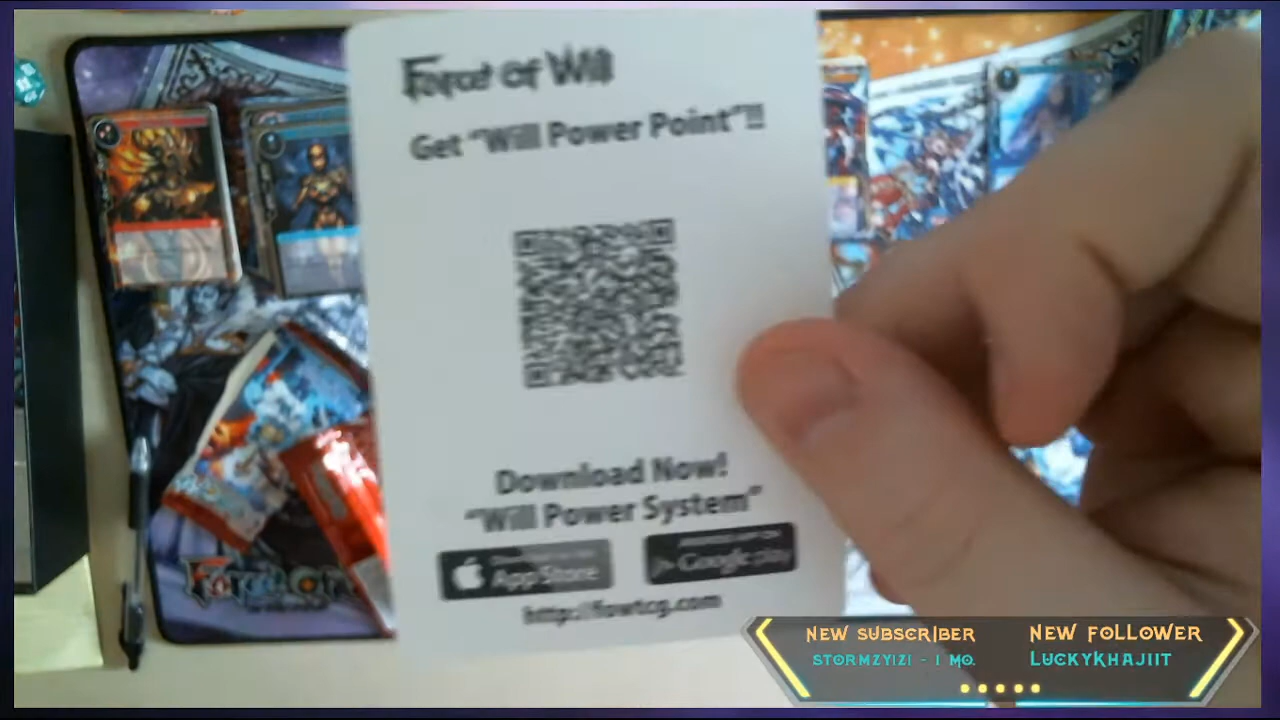 Force of Will
Get "Will Power Point"!!
Download Now!
"Will Power System"
App Store
Google play
http://fowtcg.com
NEW SUBSCRIBER
STORMZY1Z1 - 1 MO.
NEW FOLLOWER
LUCKYKHAJIIT